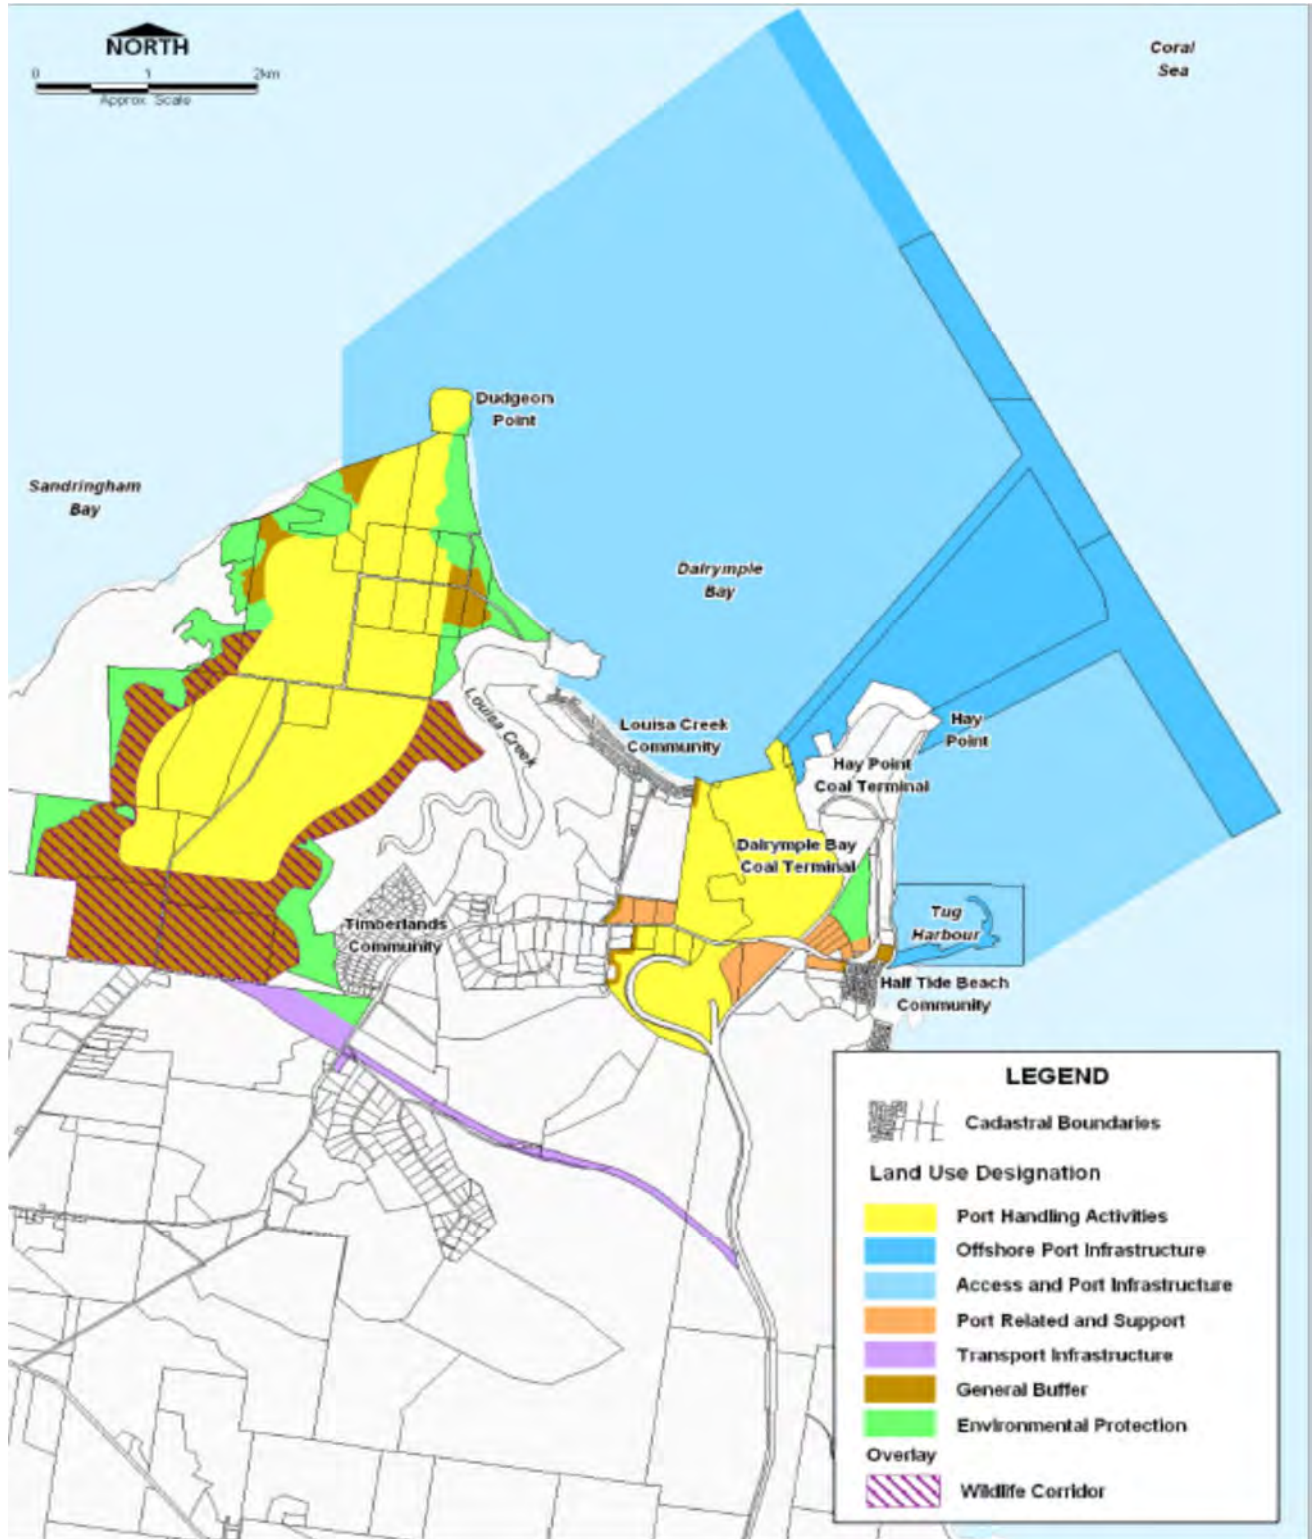 NORTH
0 1 2km
Approx. Scale
Coral
Sea
Dudgeon
Point
Sandringham
Bay
Dalrymple
Bay
Louisa Creek
Louisa Creek
Community
Hay
Point
Hay Point
Coal Terminal
Dalrymple Bay
Coal Terminal
Timberlands
Community
Tug
Harbour
Half Tide Beach
Community
LEGEND
Cadastral Boundaries
Land Use Designation
Port Handling Activities
Offshore Port Infrastructure
Access and Port Infrastructure
Port Related and Support
Transport Infrastructure
General Buffer
Environmental Protection
Overlay
Wildlife Corridor